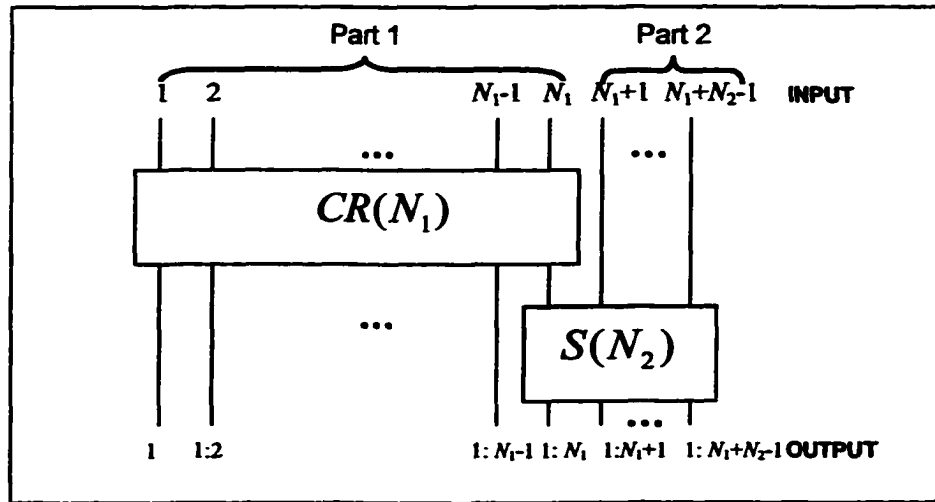 Part 1 Part 2
1 2 N₁-1 N₁ N₁+1 N₁+N₂-1 INPUT
... ...
CR(N₁)
...
S(N₂)
...
1 1:2 1: N₁-1 1: N₁ 1:N₁+1 1: N₁+N₂-1 OUTPUT